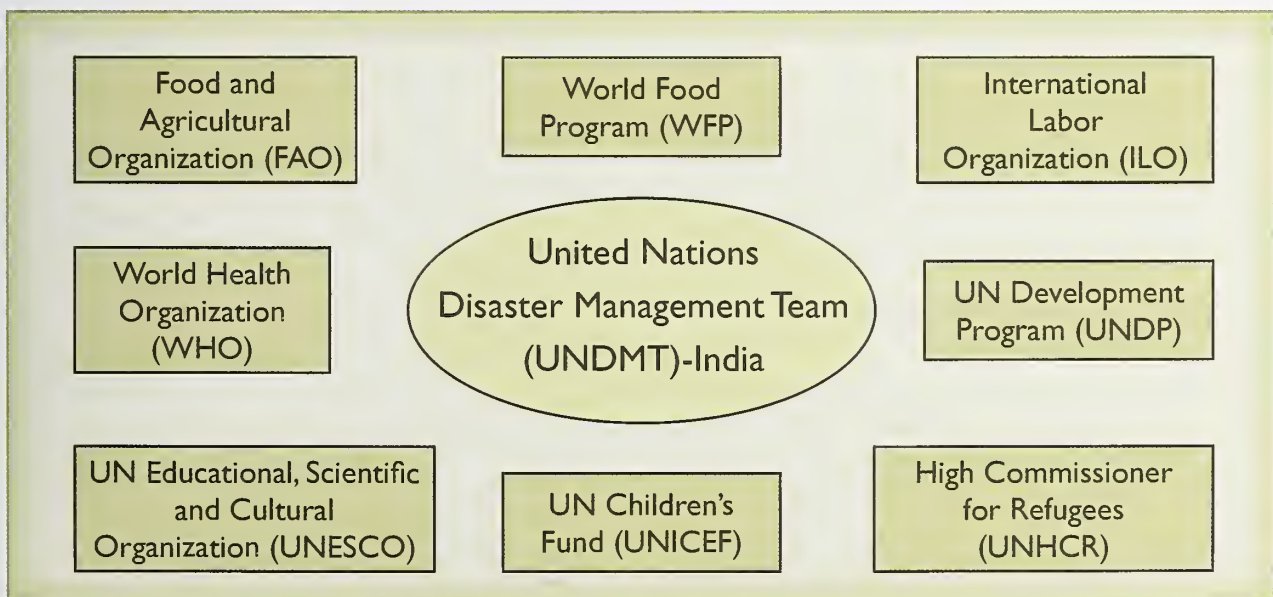 Food and
Agricultural
Organization (FAO)
World Food
Program (WFP)
International
Labor
Organization (ILO)
World Health
Organization
(WHO)
United Nations
Disaster Management Team
(UNDMT)-India
UN Development
Program (UNDP)
UN Educational, Scientific
and Cultural
Organization (UNESCO)
UN Children's
Fund (UNICEF)
High Commissioner
for Refugees
(UNHCR)